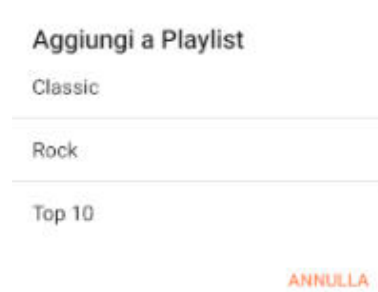 Aggiungi a Playlist
Classic
Rock
Top 10
ANNULLA